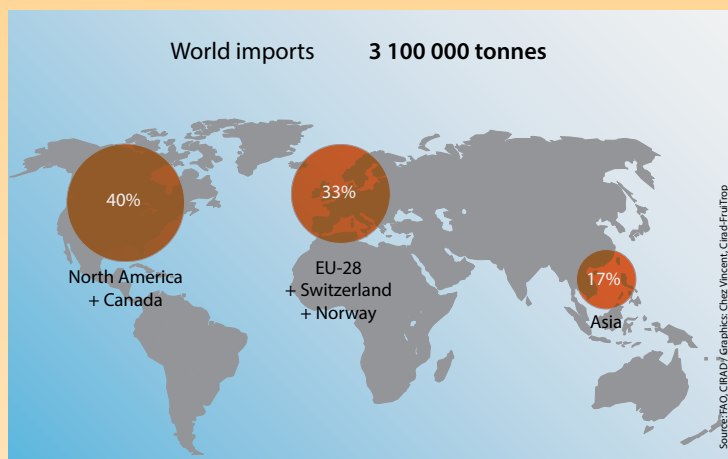 World imports 3 100 000 tonnes
40%
North America
+ Canada
33%
EU-28
+ Switzerland
+ Norway
17%
Asia
Source: FAO, CIRAD / Graphics: Chez Vincent, Cirad-FruiTrop